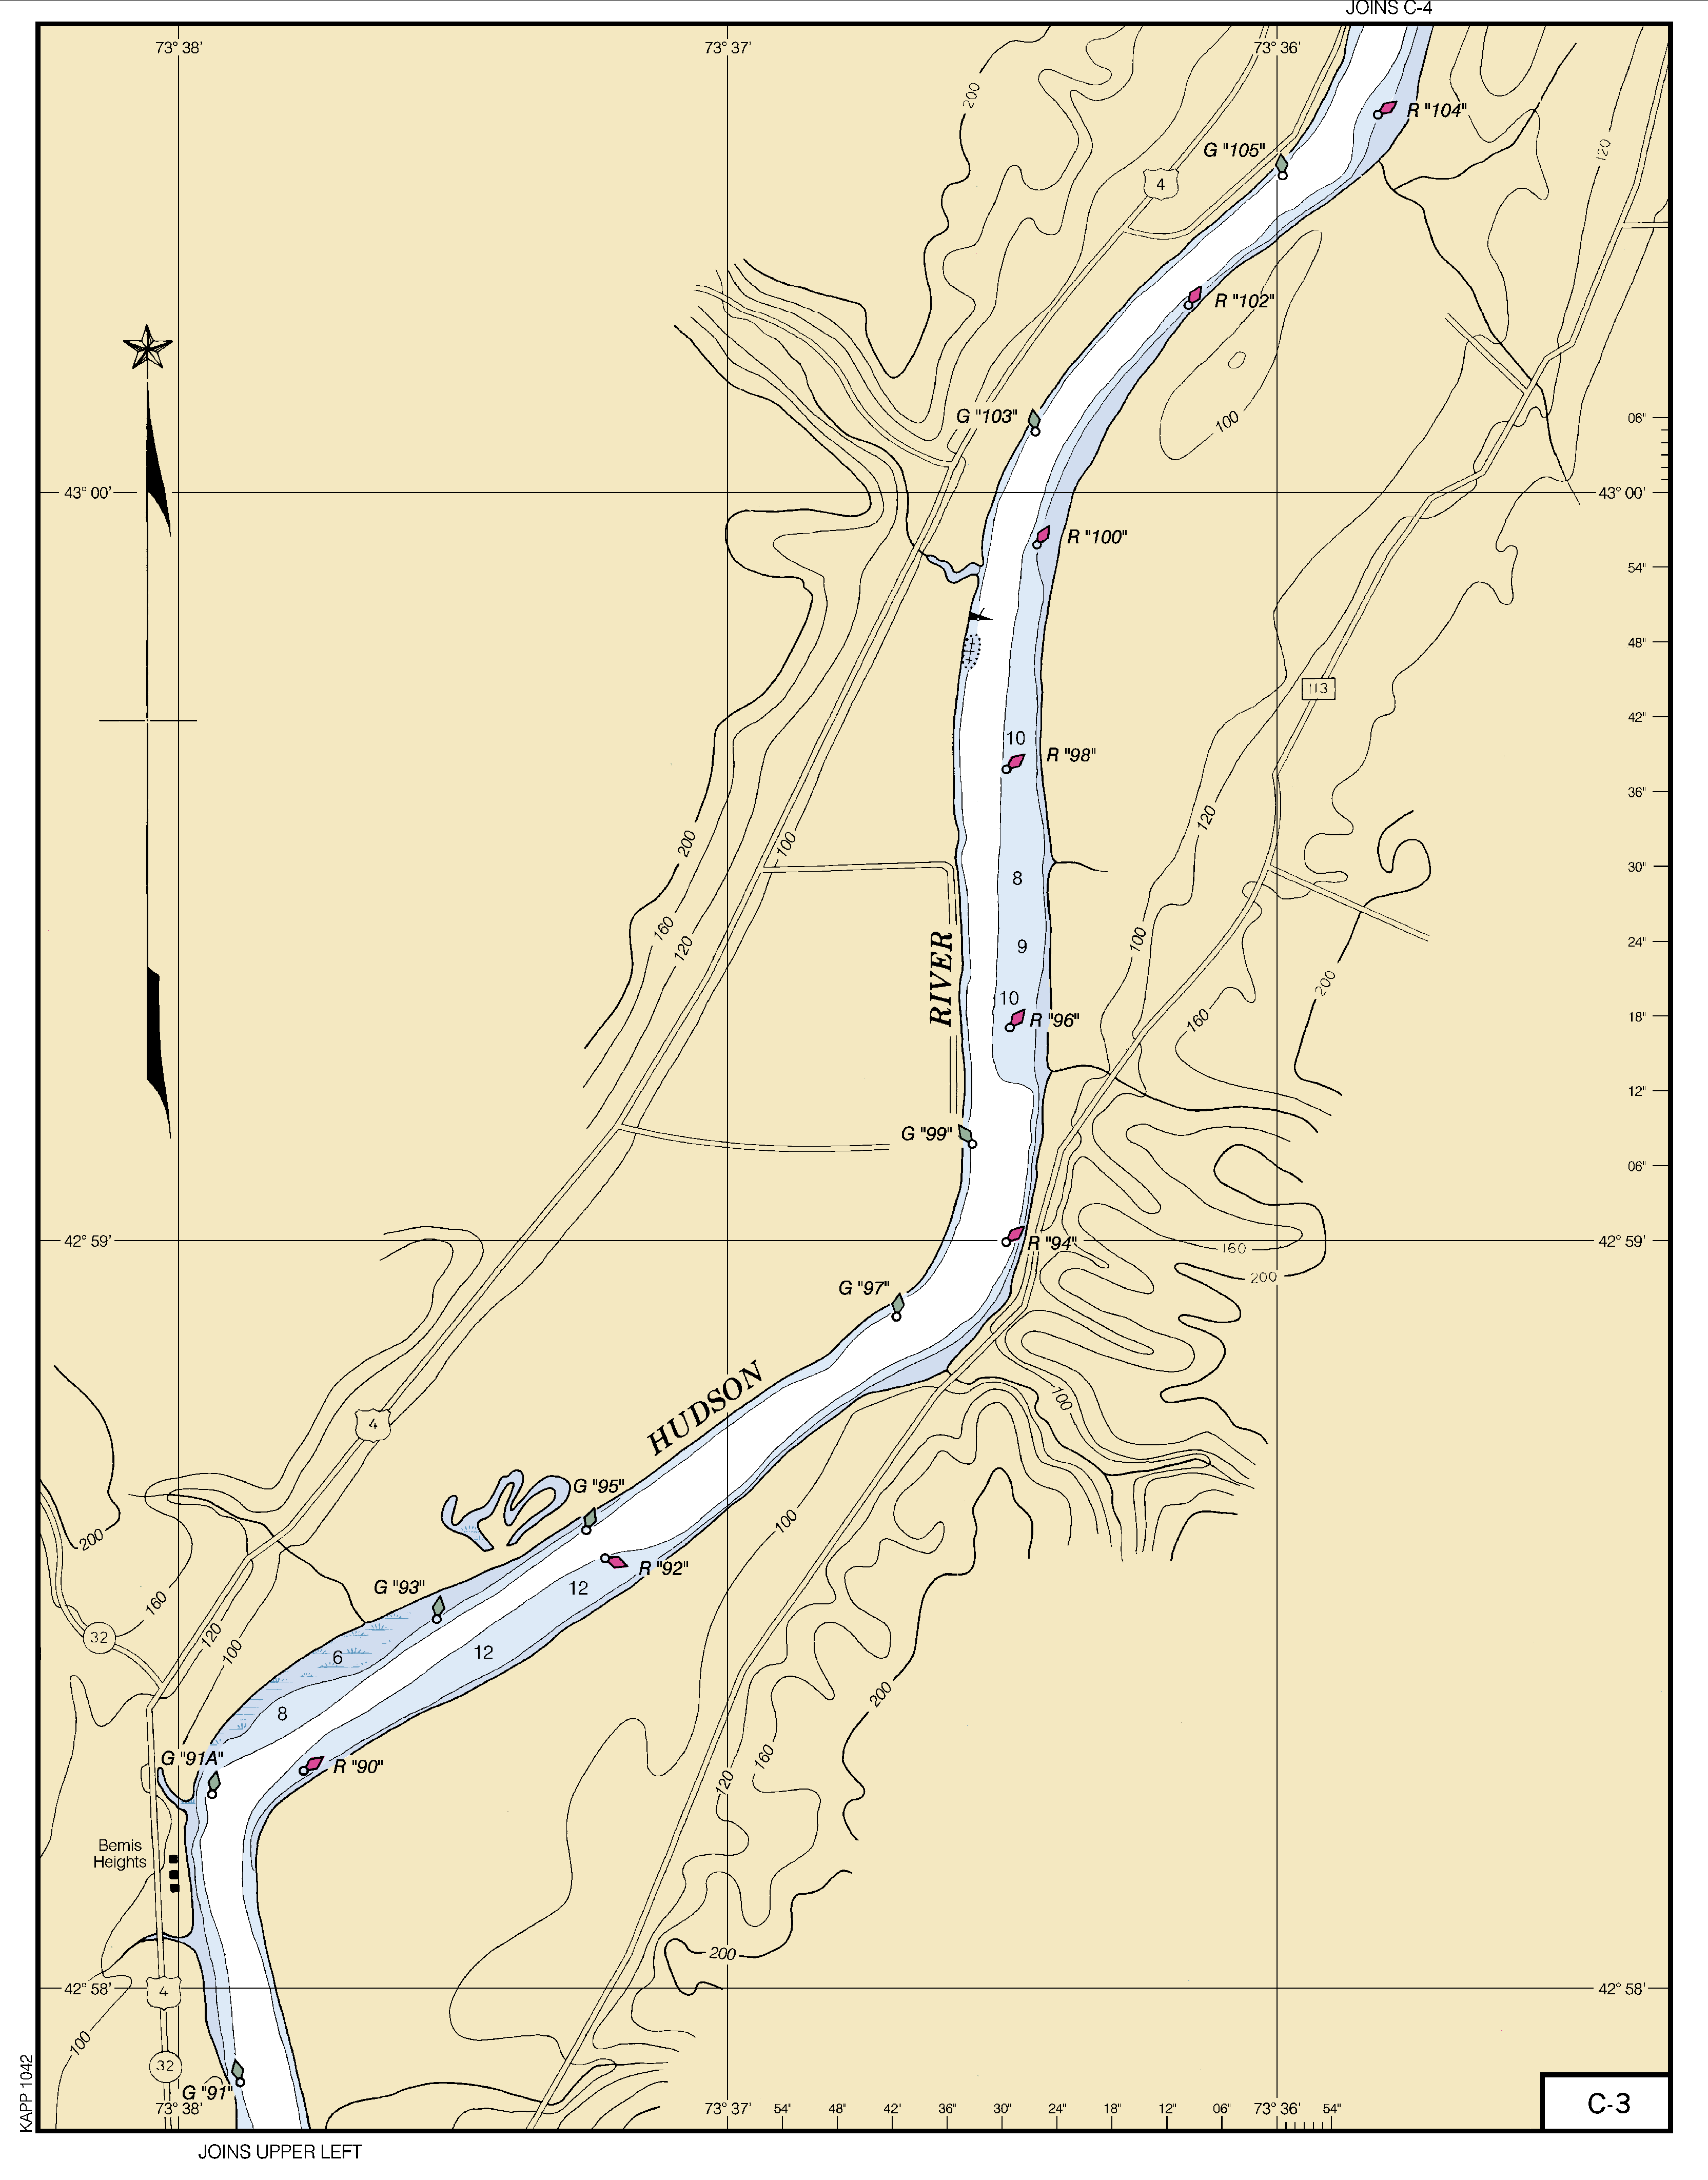 JOINS C-4
73° 38'
73° 37'
73° 36'
200
R "104"
G "105"
120
4
R "102"
G "103"
100
06"
43° 00'
43° 00'
R "100"
54"
48"
113
42"
10
R "98"
36"
120
200
100
30"
8
160
120
RIVER
9
100
24"
200
10
R "96"
160
18"
12"
G "99"
06"
42° 59'
R "94"
160
42° 59'
200
G "97"
HUDSON
100
4
G "95"
100
200
R "92"
G "93"
12
160
32
120
100
6
12
200
8
G "91A"
R "90"
160
120
Bemis
Heights
200
42° 58'
4
42° 58'
100
32
G "91"
KAPP 1042
73° 38'
73° 37'
54"
48"
42"
36"
30"
24"
18"
12"
06"
73° 36'
54"
C-3
JOINS UPPER LEFT